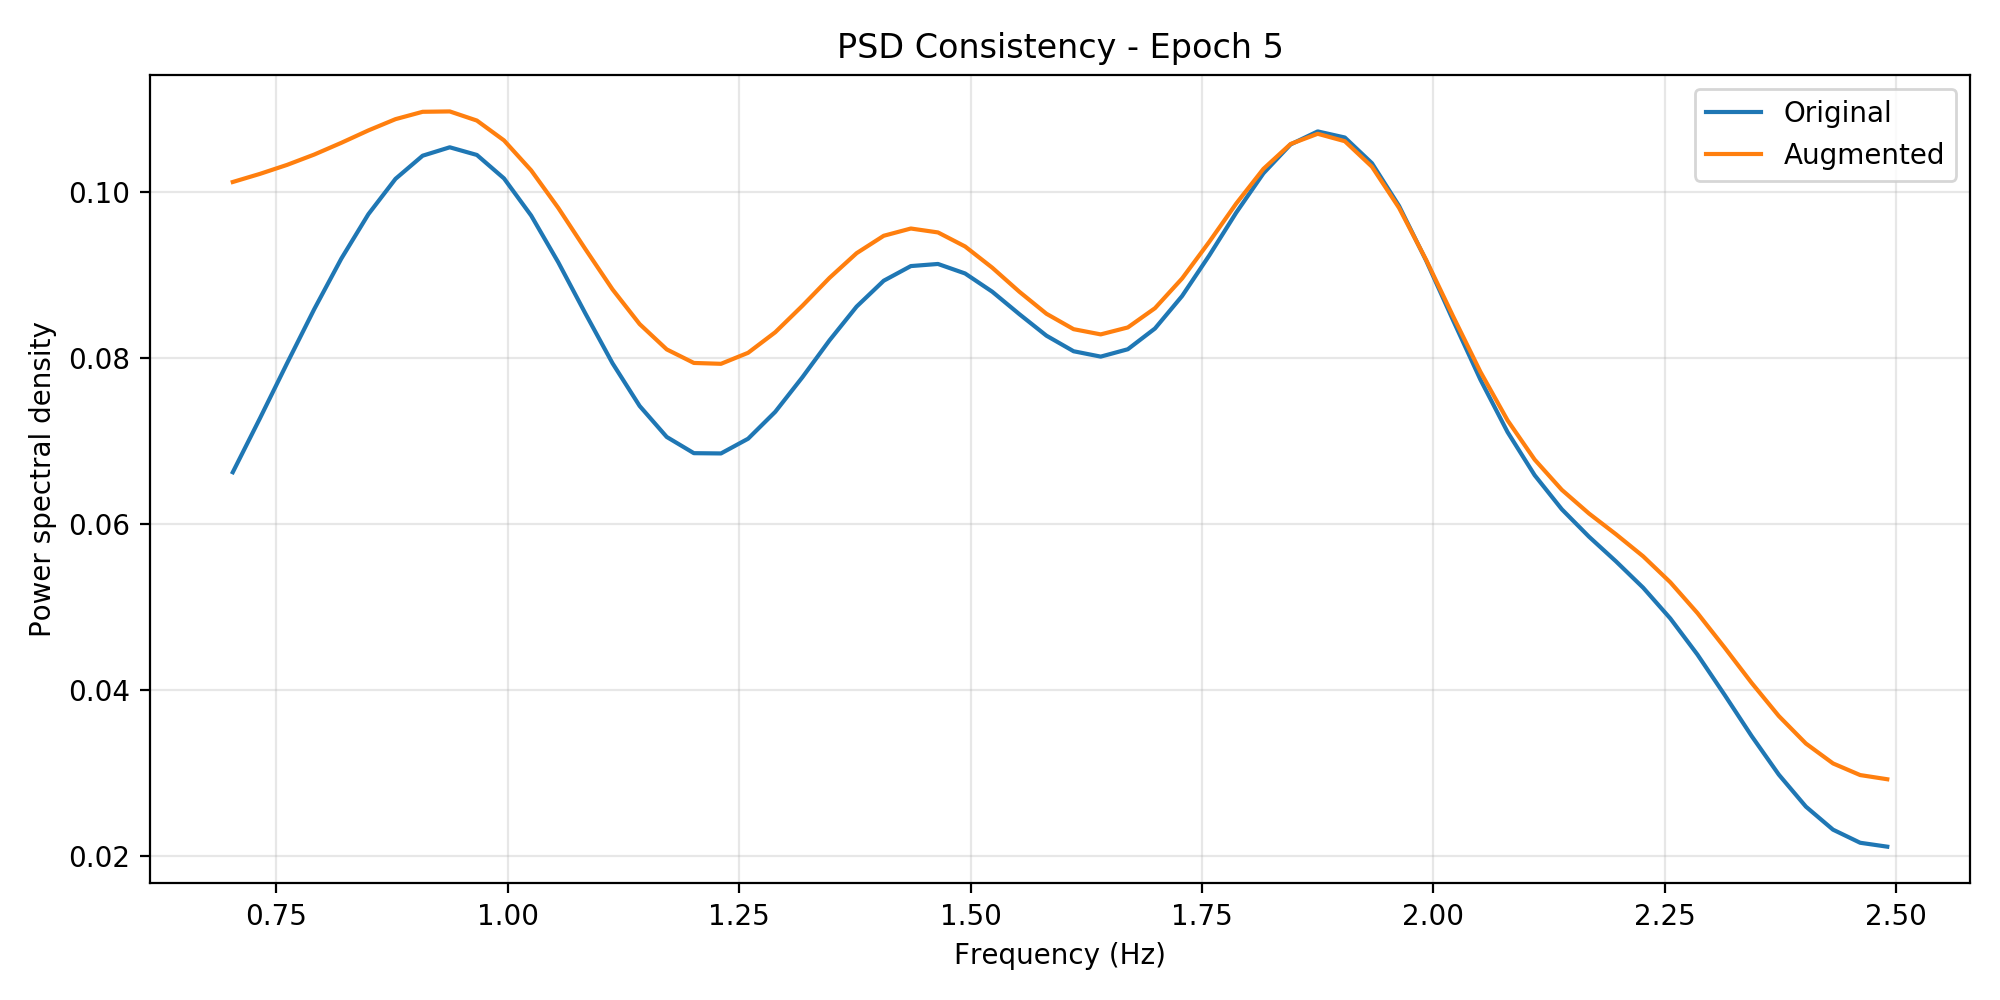 PSD Consistency - Epoch 5
Original
Augmented
Power spectral density
0.10
0.08
0.06
0.04
0.02
0.75
1.00
1.25
1.50
1.75
2.00
2.25
2.50
Frequency (Hz)